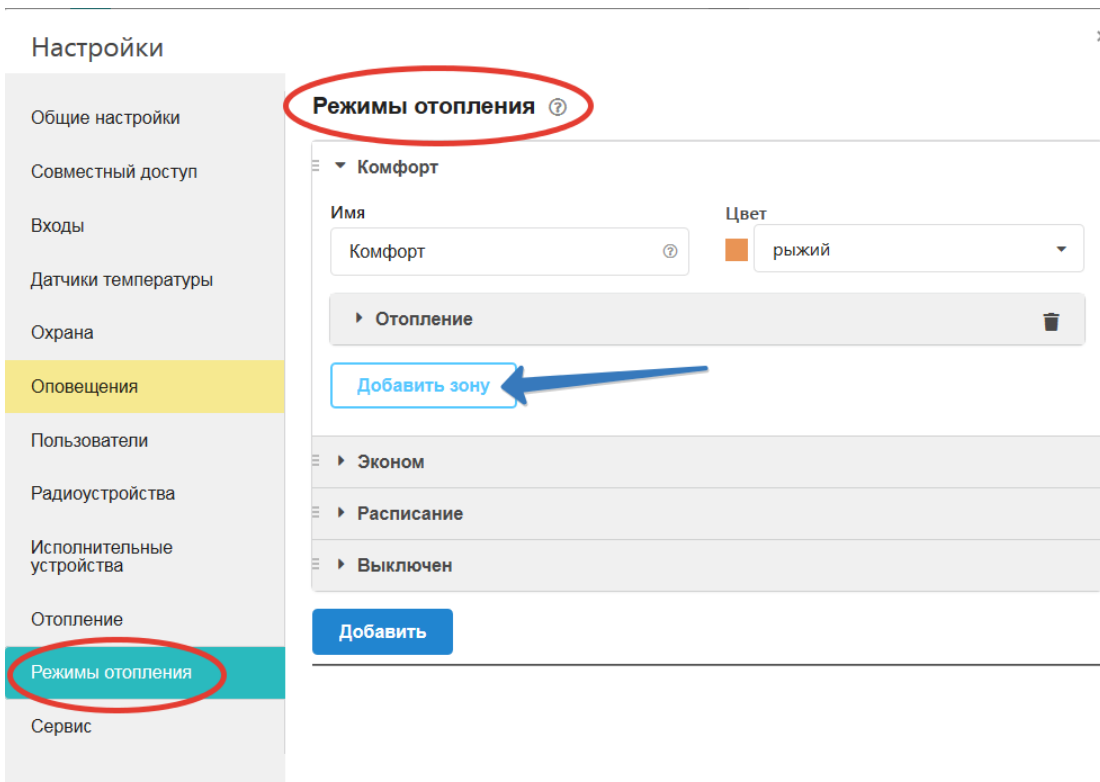 Настройки
Общие настройки
Совместный доступ
Входы
Датчики температуры
Охрана
Оповещения
Пользователи
Радиоустройства
Исполнительные
устройства
Отопление
Режимы отопления
Сервис
Режимы отопления ?
Комфорт
Имя
Цвет
Комфорт ?
рыжий
Отопление
Добавить зону
Эконом
Расписание
Выключен
Добавить